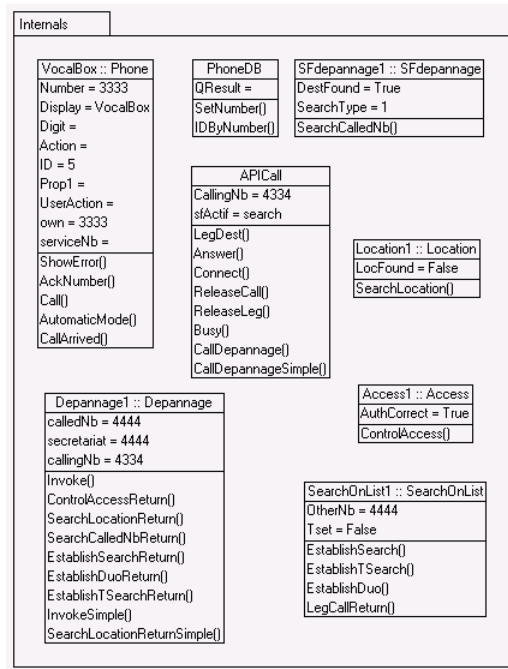 Internals
VocalBox :: Phone
Number = 3333
Display = VocalBox
Digit =
Action =
ID = 5
Prop1 =
UserAction =
own = 3333
serviceNb =
ShowError()
AckNumber()
Call()
AutomaticMode()
CallArrived()
PhoneDB
QResult =
SetNumber()
IDByNumber()
SFdepannage1 :: SFdepannage
DestFound = True
SearchType = 1
SearchCalledNb()
APICall
CallingNb = 4334
sfActif = search
LegDest()
Answer()
Connect()
ReleaseCall()
ReleaseLeg()
Busy()
CallDepannage()
CallDepannageSimple()
Location1 :: Location
LocFound = False
SearchLocation()
Depannage1 :: Depannage
calledNb = 4444
secretariat = 4444
callingNb = 4334
Invoke()
ControlAccessReturn()
SearchLocationReturn()
SearchCalledNbReturn()
EstablishSearchReturn()
EstablishDuoReturn()
EstablishTSearchReturn()
InvokeSimple()
SearchLocationReturnSimple()
Access1 :: Access
AuthCorrect = True
ControlAccess()
SearchOnList1 :: SearchOnList
OtherNb = 4444
Tset = False
EstablishSearch()
EstablishTSearch()
EstablishDuo()
LegCallReturn()